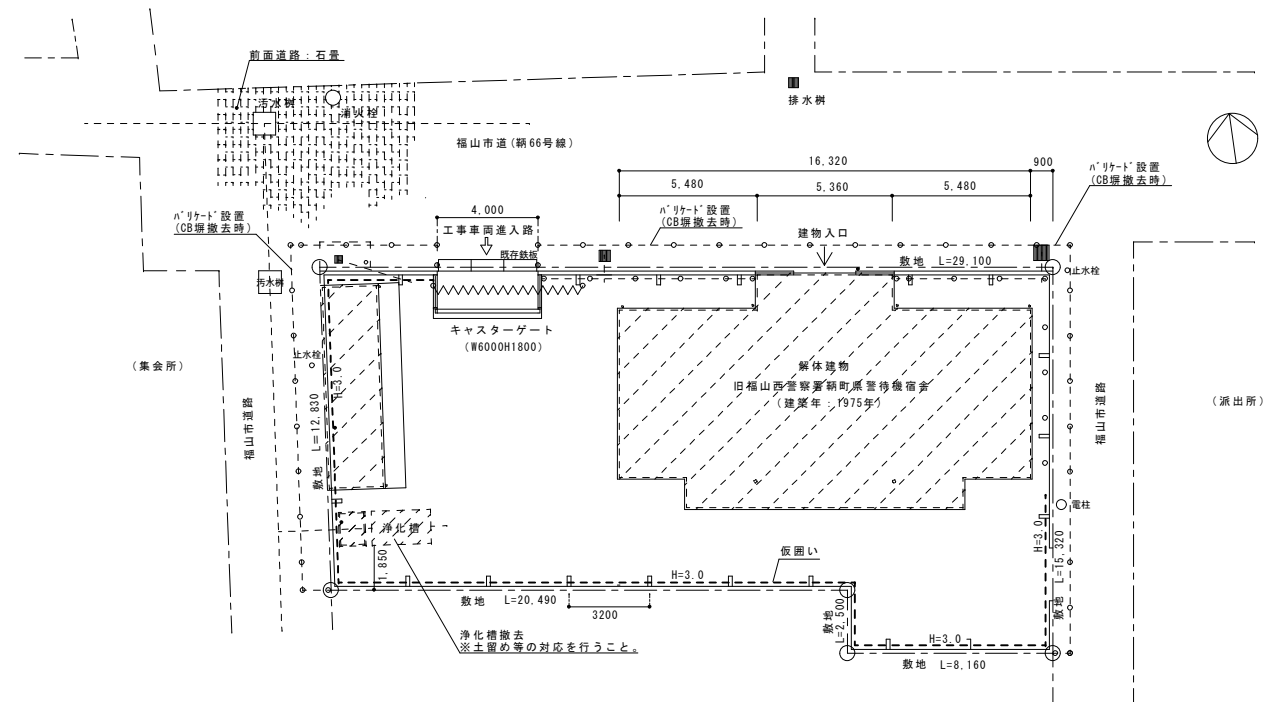 前面道路：石畳
汚水桝
消火栓
排水桝
福山市道(鞆66号線)
16,320
900
5,480
5,360
5,480
ﾊﾞﾘｹｰﾄﾞ設置
(CB塀撤去時)
ﾊﾞﾘｹｰﾄﾞ設置
(CB塀撤去時)
4,000
工事車両進入路
既存鉄板
ﾊﾞﾘｹｰﾄﾞ設置
(CB塀撤去時)
建物入口
敷地 L=29,100
止水栓
汚水桝
キャスターゲート
(W6000H1800)
止水栓
(集会所)
H=3.0
敷地 L=12,830
福山市道路
解体建物
旧福山西警察署鞆町県警待機宿舎
(建築年：1975年)
福山市道路
(派出所)
電柱
浄化槽
1,850
H=3.0
敷地 L=15,320
仮囲い
H=3.0
敷地 L=20,490
3200
敷地
L=2,500
H=3.0
敷地 L=8,160
浄化槽撤去
※土留め等の対応を行うこと。